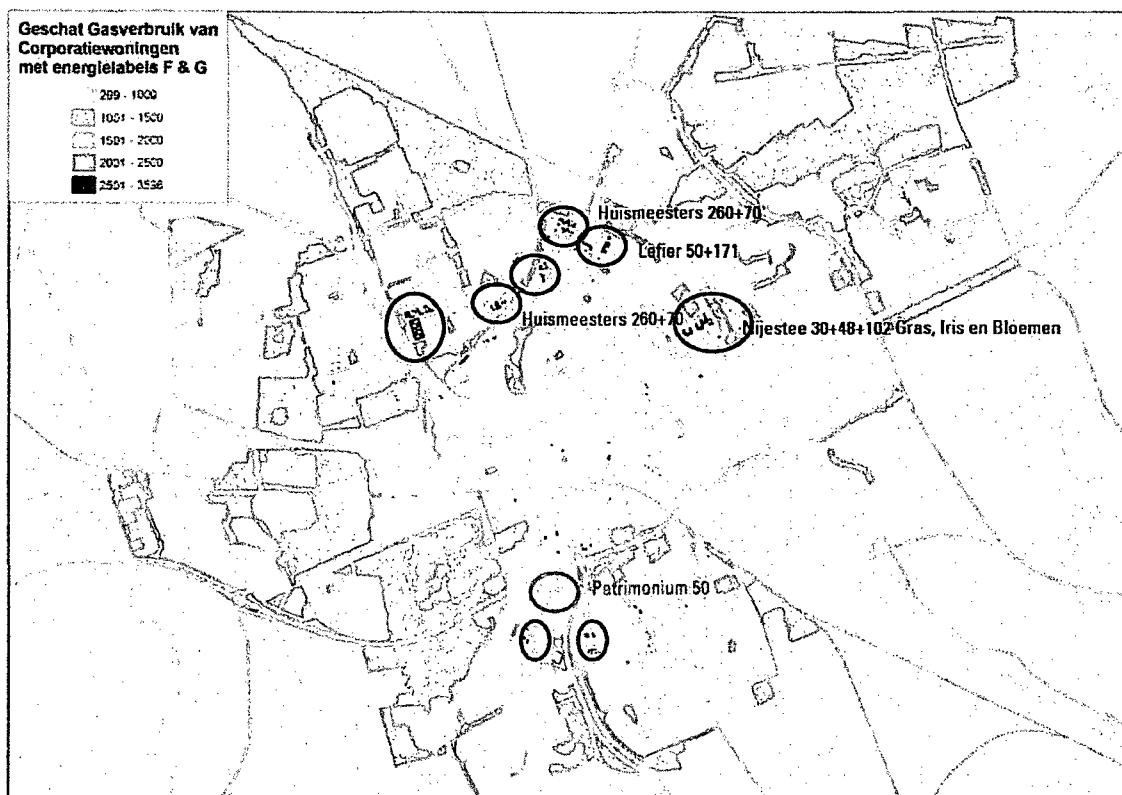 Geschat Gasverbruik van
Corporatiewoningen
met energielabels F & G
299 - 1000
1001 - 1500
1501 - 2000
2001 - 2500
2501 - 3536
Huismeesters 260+70
Lefier 50+171
Huismeesters 260+70
Nijestee 30+48+102 Gras, Iris en Bloemen
Patrimonium 50